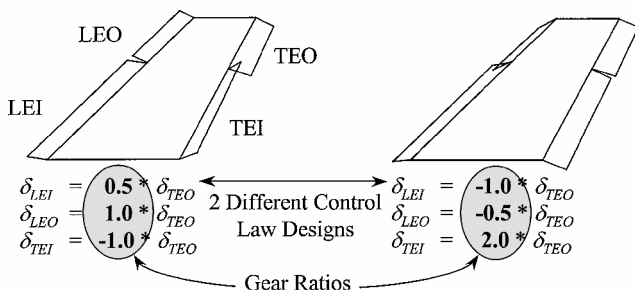 LEO
TEO
LEI
TEI
δLEI = 0.5 * δTEO
δLEO = 1.0 * δTEO
δTEI = -1.0 * δTEO
2 Different Control
Law Designs
δLEI = -1.0 * δTEO
δLEO = -0.5 * δTEO
δTEI = 2.0 * δTEO
Gear Ratios